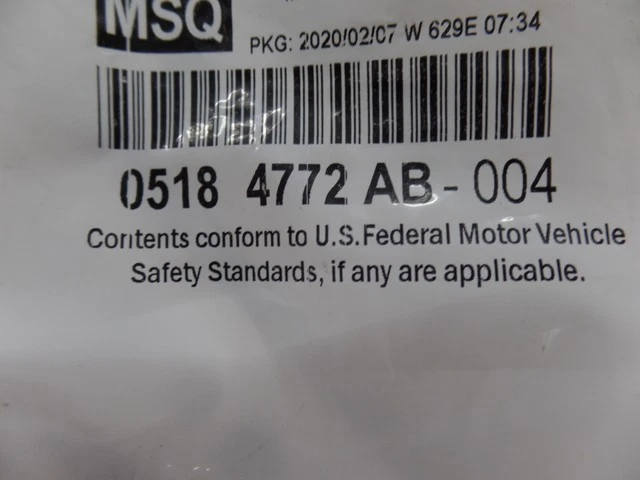 MSQ
PKG: 2020/02/07 W 629E 07:34
0518 4772 AB - 004
Contents conform to U.S. Federal Motor Vehicle
Safety Standards, if any are applicable.